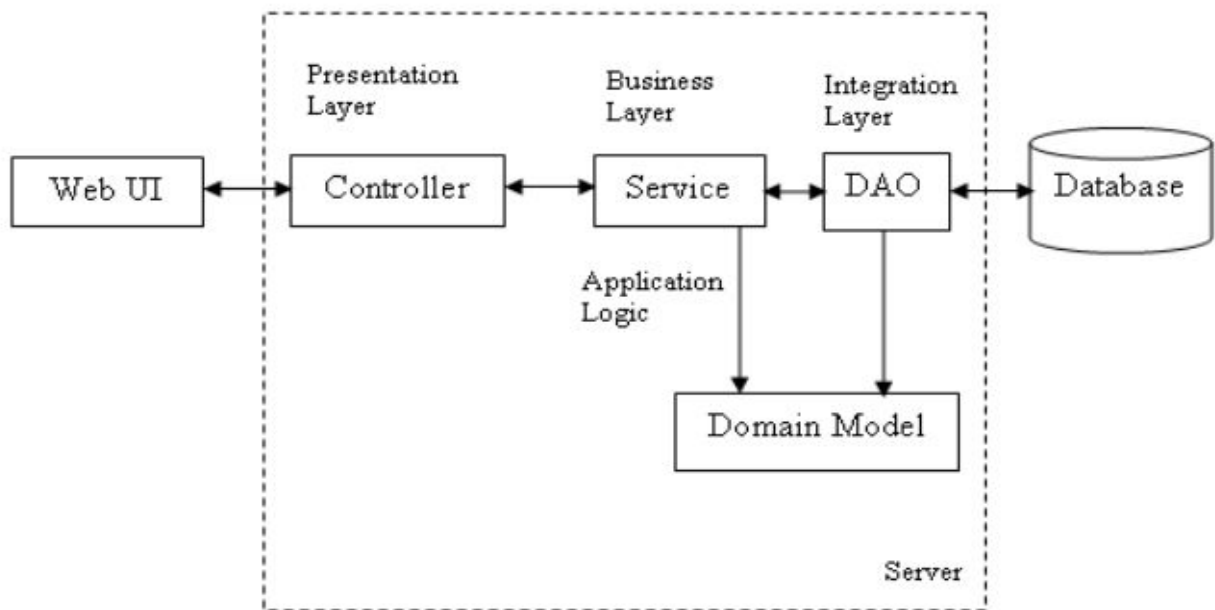 Presentation
Layer
Business
Layer
Integration
Layer
Web UI
Controller
Service
DAO
Database
Application
Logic
Domain Model
Server